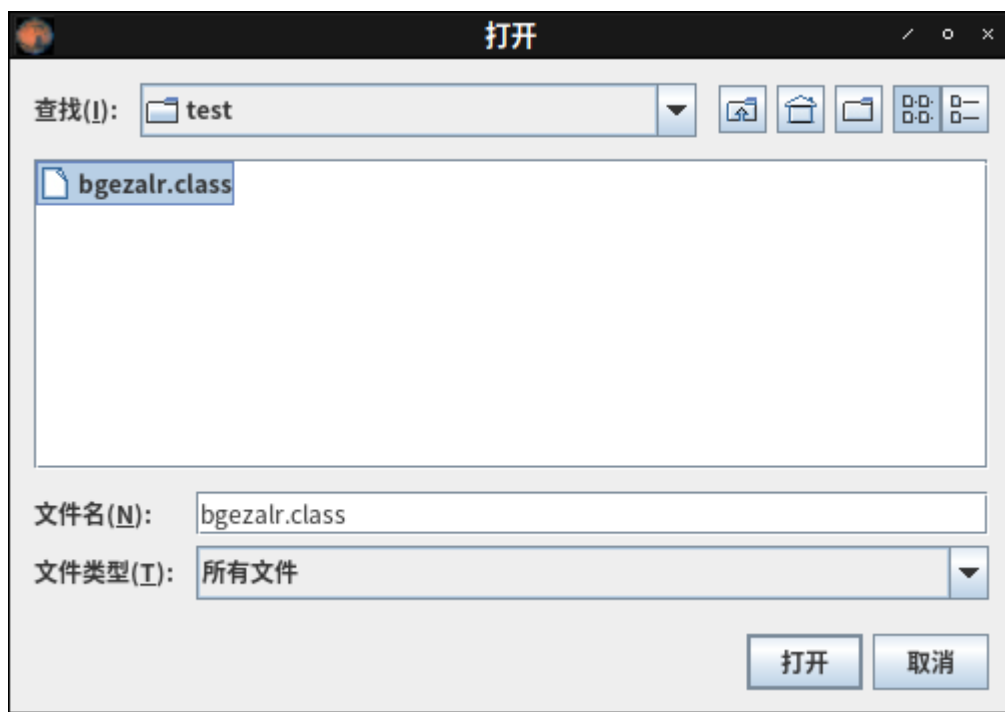 打开
查找(I): test
bgezalr.class
文件名(N): bgezalr.class
文件类型(T): 所有文件
打开 取消